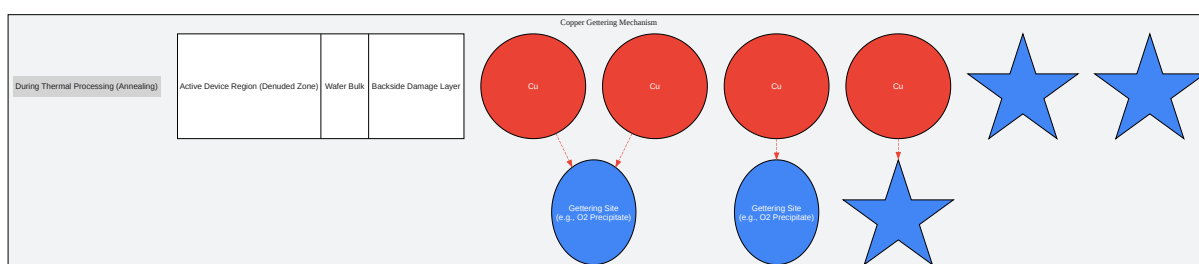 Copper Gettering Mechanism
During Thermal Processing (Annealing)
Active Device Region (Denuded Zone)
Wafer Bulk
Backside Damage Layer
Cu
Cu
Cu
Cu
Gettering Site
(e.g., O2 Precipitate)
Gettering Site
(e.g., O2 Precipitate)